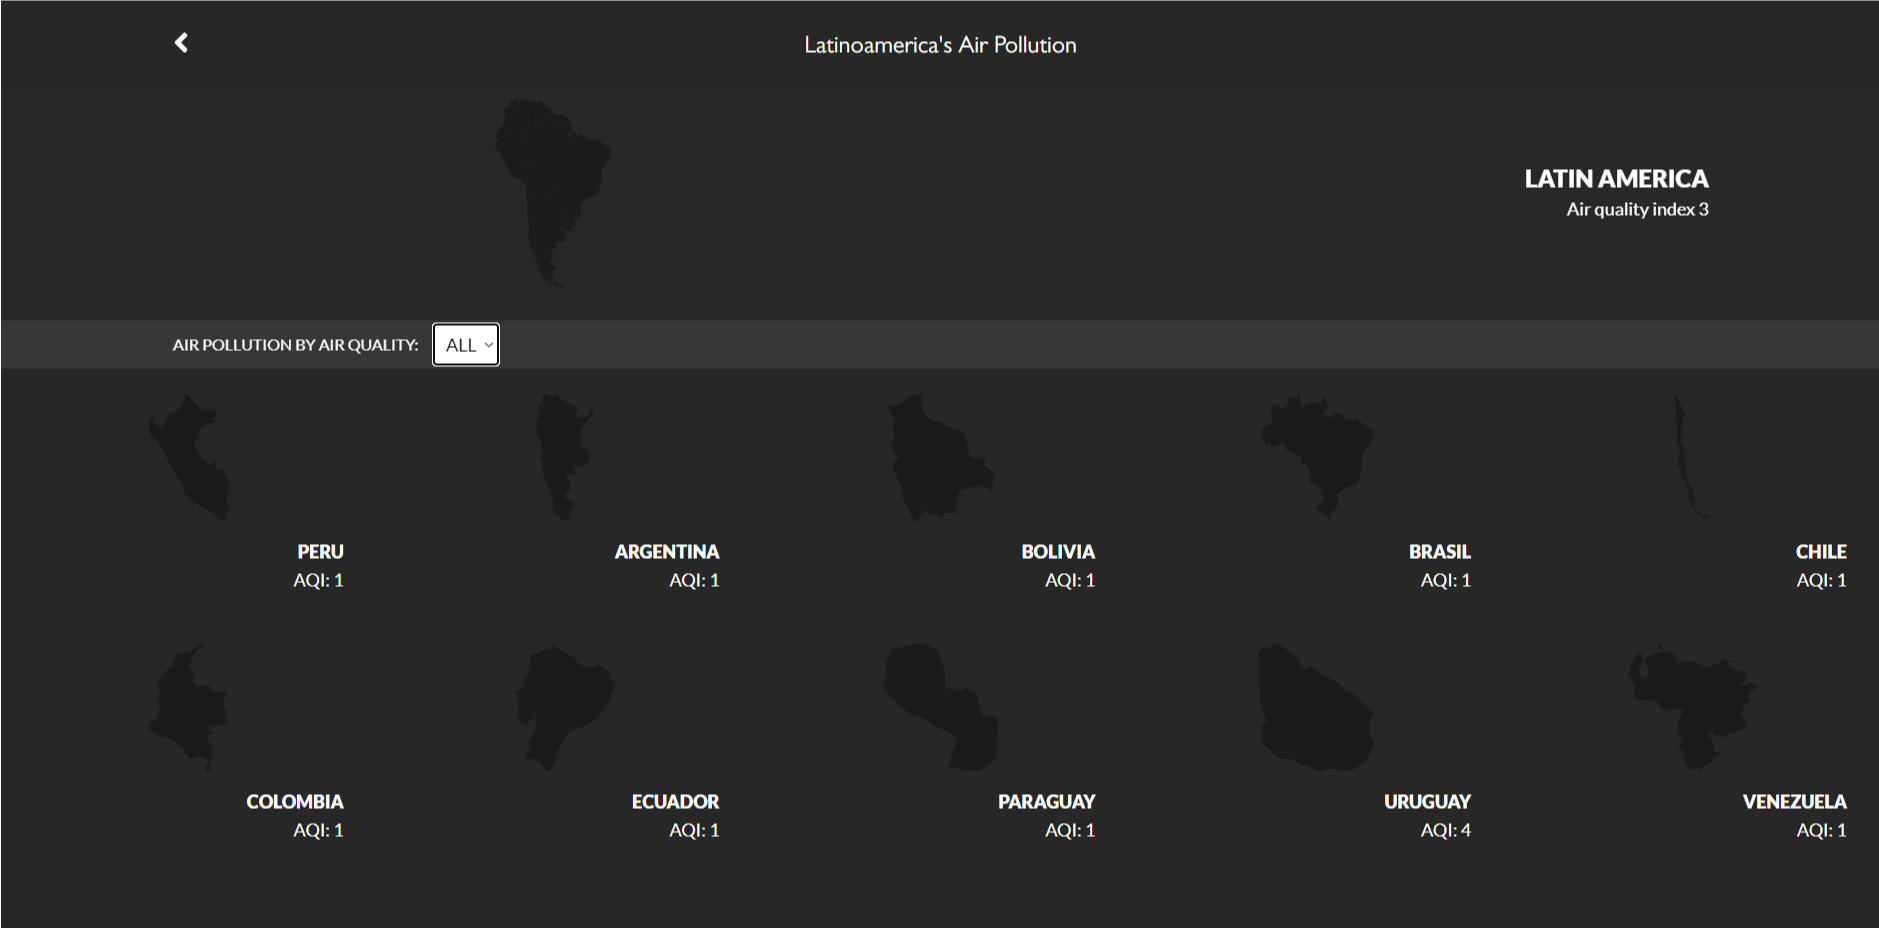 Latinoamerica's Air Pollution
LATIN AMERICA
Air quality index 3
AIR POLLUTION BY AIR QUALITY: ALL
PERU
AQI: 1
ARGENTINA
AQI: 1
BOLIVIA
AQI: 1
BRASIL
AQI: 1
CHILE
AQI: 1
COLOMBIA
AQI: 1
ECUADOR
AQI: 1
PARAGUAY
AQI: 1
URUGUAY
AQI: 4
VENEZUELA
AQI: 1